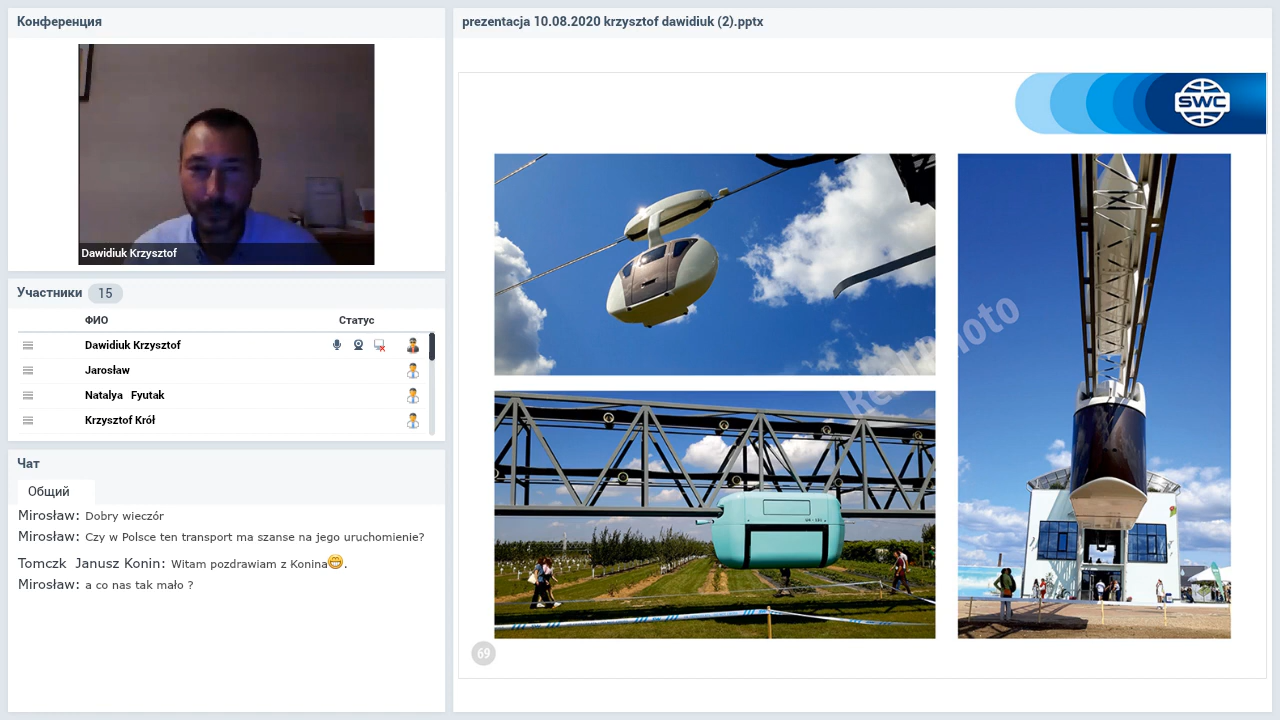 Конференция
Dawidiuk Krzysztof
Участники 15
ФИО Статус
Dawidiuk Krzysztof
Jarosław
Natalya Fyutak
Krzysztof Król
Чат
Общий
Mirosław: Dobry wieczór
Mirosław: Czy w Polsce ten transport ma szanse na jego uruchomienie?
Tomczk Janusz Konin: Witam pozdrawiam z Konina😁.
Mirosław: a co nas tak mało ?
prezentacja 10.08.2020 krzysztof dawidiuk (2).pptx
SWC
69